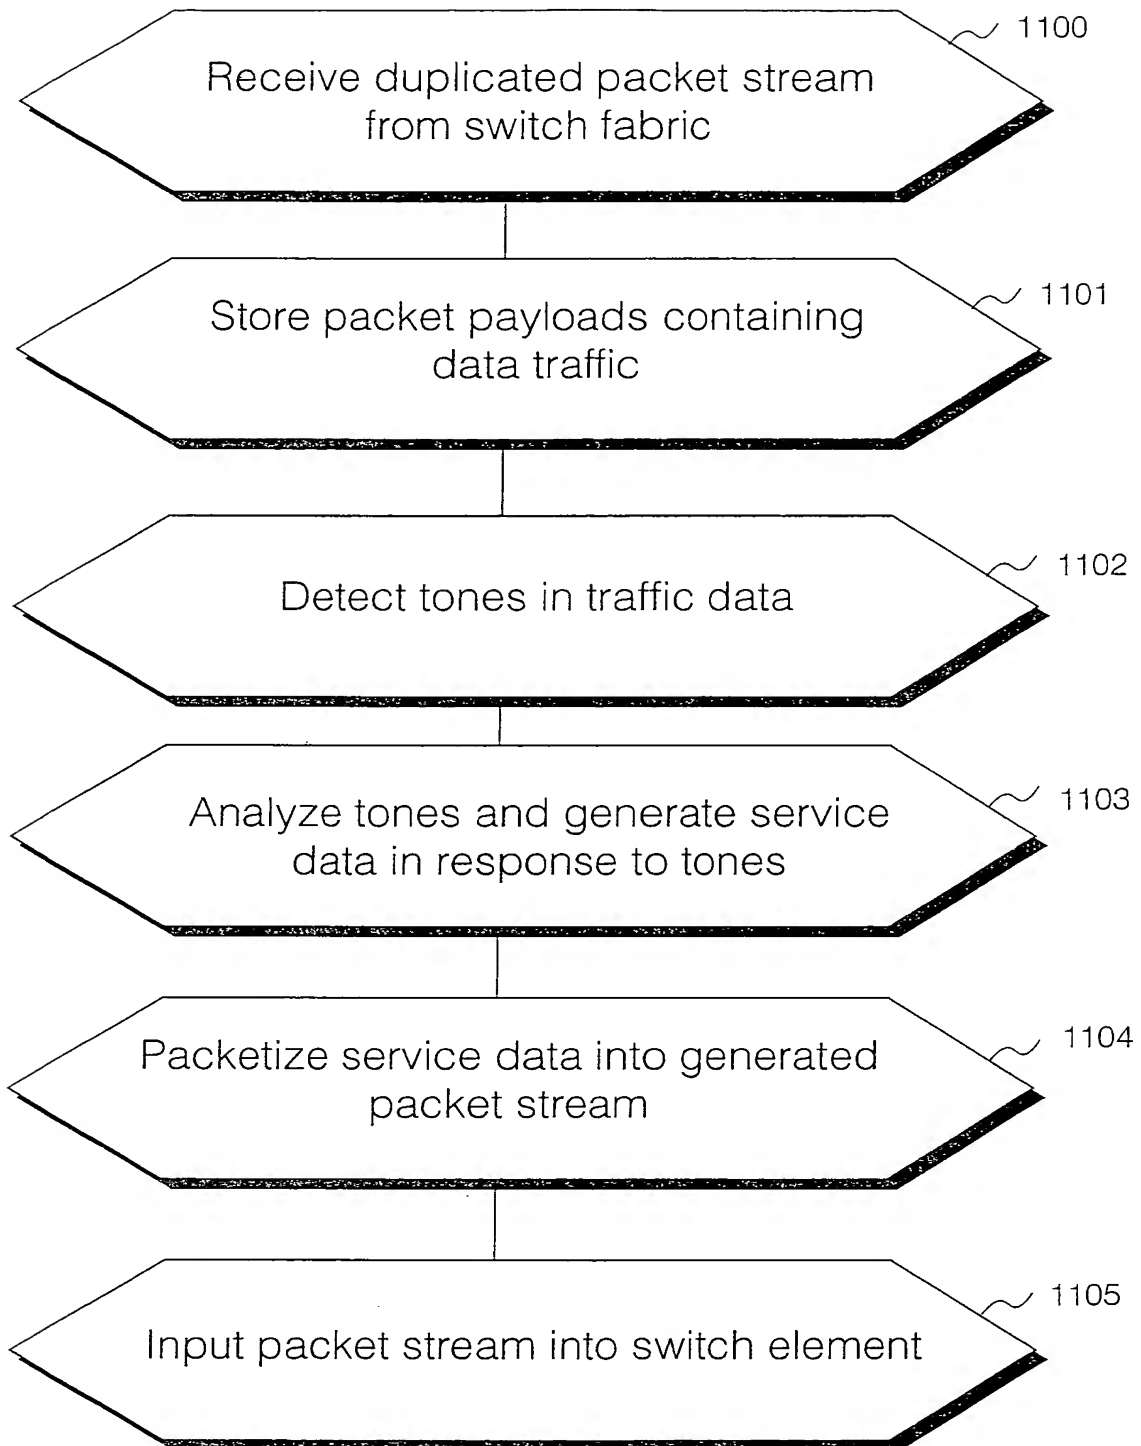 1100
Receive duplicated packet stream
from switch fabric
1101
Store packet payloads containing
data traffic
1102
Detect tones in traffic data
1103
Analyze tones and generate service
data in response to tones
1104
Packetize service data into generated
packet stream
1105
Input packet stream into switch element